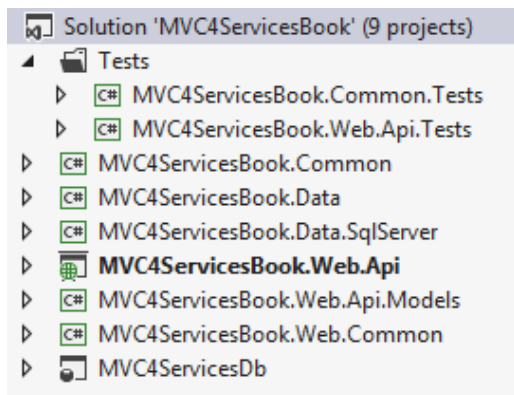 Solution 'MVC4ServicesBook' (9 projects)
Tests
C# MVC4ServicesBook.Common.Tests
C# MVC4ServicesBook.Web.Api.Tests
C# MVC4ServicesBook.Common
C# MVC4ServicesBook.Data
C# MVC4ServicesBook.Data.SqlServer
MVC4ServicesBook.Web.Api
C# MVC4ServicesBook.Web.Api.Models
C# MVC4ServicesBook.Web.Common
MVC4ServicesDb